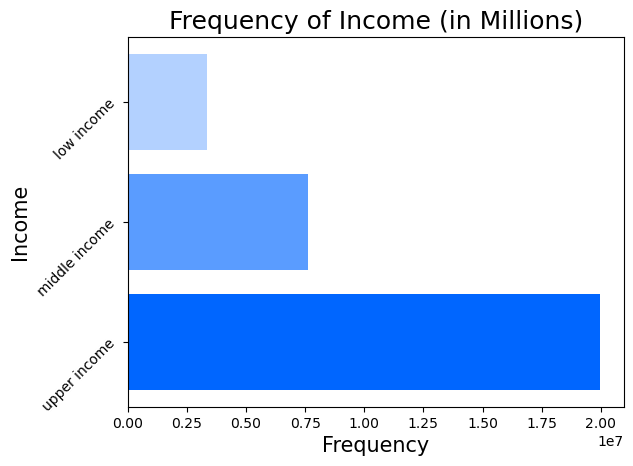 Frequency of Income (in Millions)
low income
middle income
upper income
Income
0.00 0.25 0.50 0.75 1.00 1.25 1.50 1.75 2.00
1e7
Frequency